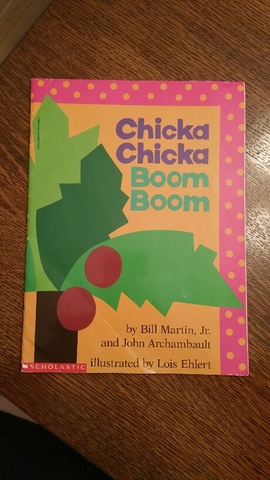 Chicka
Chicka
Boom
Boom
by Bill Martin, Jr.
and John Archambault
illustrated by Lois Ehlert
SCHOLASTIC